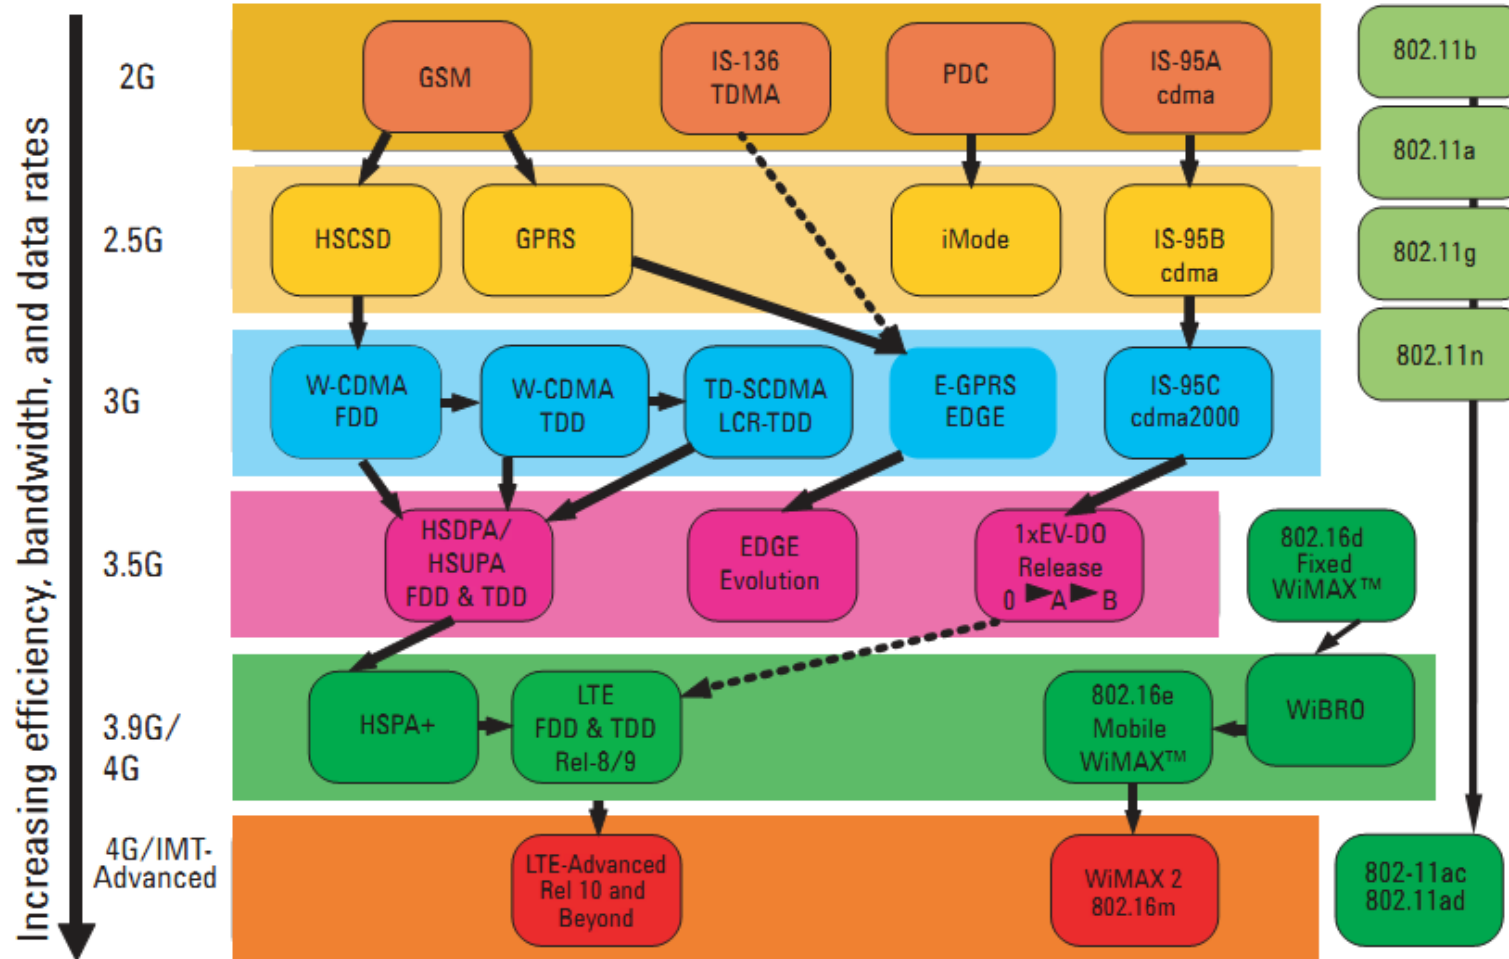 Increasing efficiency, bandwidth, and data rates
2G
GSM
IS-136
TDMA
PDC
IS-95A
cdma
802.11b
802.11a
2.5G
HSCSD
GPRS
iMode
IS-95B
cdma
802.11g
802.11n
3G
W-CDMA
FDD
W-CDMA
TDD
TD-SCDMA
LCR-TDD
E-GPRS
EDGE
IS-95C
cdma2000
3.5G
HSDPA/
HSUPA
FDD & TDD
EDGE
Evolution
1xEV-DO
Release
0 ►A► B
802.16d
Fixed
WiMAX™
3.9G/
4G
HSPA+
LTE
FDD & TDD
Rel-8/9
802.16e
Mobile
WiMAX™
WiBRO
4G/IMT-
Advanced
LTE-Advanced
Rel 10 and
Beyond
WiMAX 2
802.16m
802-11ac
802.11ad